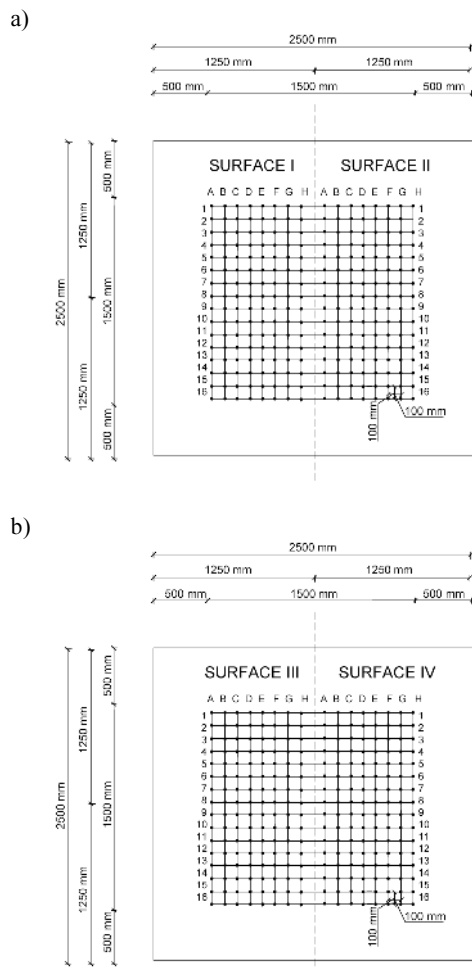 a)
2500 mm
1250 mm 1250 mm
500 mm 1500 mm 500 mm
SURFACE I SURFACE II
A B C D E F G H A B C D E F G H
1 1
2 2
3 3
4 4
5 5
6 6
7 7
8 8
9 9
10 10
11 11
12 12
13 13
14 14
15 15
16 16
2500 mm
1250 mm
1250 mm
500 mm
1500 mm
500 mm
100 mm
100 mm
b)
2500 mm
1250 mm 1250 mm
500 mm 1500 mm 500 mm
SURFACE III SURFACE IV
A B C D E F G H A B C D E F G H
1 1
2 2
3 3
4 4
5 5
6 6
7 7
8 8
9 9
10 10
11 11
12 12
13 13
14 14
15 15
16 16
2500 mm
1250 mm
1250 mm
500 mm
1500 mm
500 mm
100 mm
100 mm